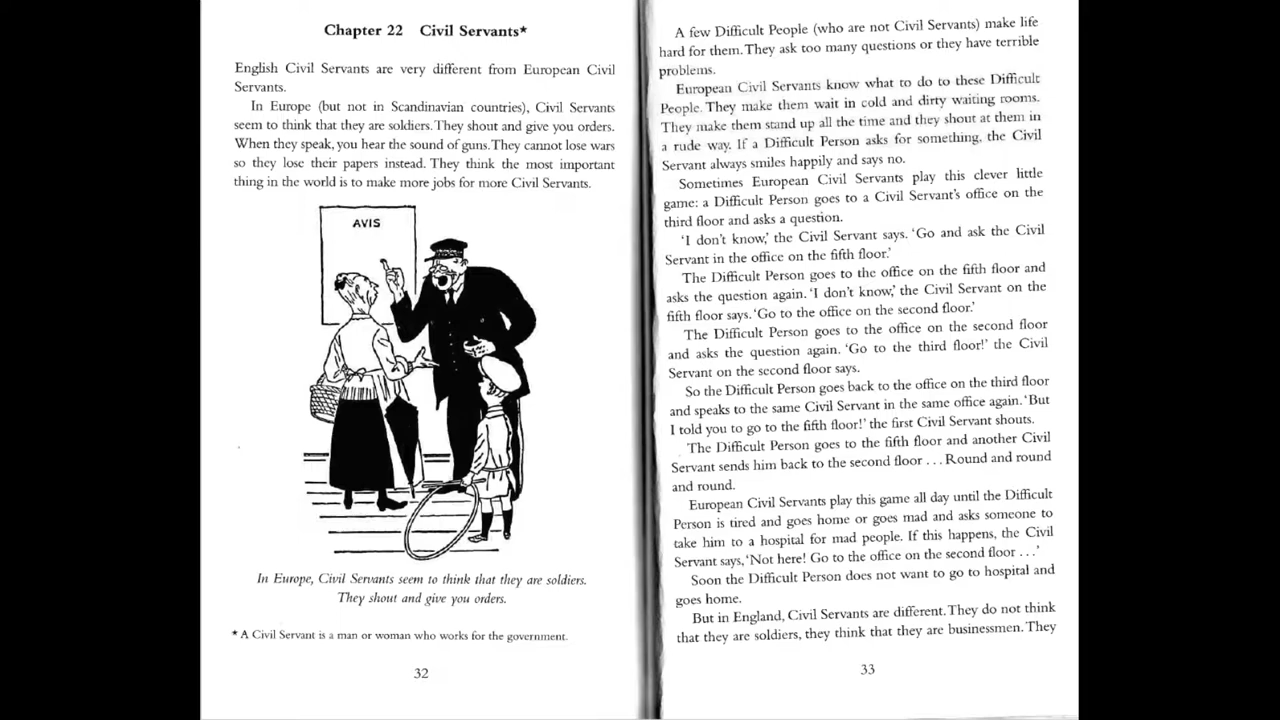 Chapter 22 Civil Servants*
English Civil Servants are very different from European Civil
Servants.
In Europe (but not in Scandinavian countries), Civil Servants
seem to think that they are soldiers. They shout and give you orders.
When they speak, you hear the sound of guns. They cannot lose wars
so they lose their papers instead. They think the most important
thing in the world is to make more jobs for more Civil Servants.
AVIS
In Europe, Civil Servants seem to think that they are soldiers.
They shout and give you orders.
* A Civil Servant is a man or woman who works for the government.
32
A few Difficult People (who are not Civil Servants) make life
hard for them. They ask too many questions or they have terrible
problems.
European Civil Servants know what to do to these Difficult
People. They make them wait in cold and dirty waiting rooms.
They make them stand up all the time and they shout at them in
a rude way. If a Difficult Person asks for something, the Civil
Servant always smiles happily and says no.
Sometimes European Civil Servants play this clever little
game: a Difficult Person goes to a Civil Servant's office on the
third floor and asks a question.
'I don't know,' the Civil Servant says. 'Go and ask the Civil
Servant in the office on the fifth floor.'
The Difficult Person goes to the office on the fifth floor and
asks the question again. 'I don't know,' the Civil Servant on the
fifth floor says. 'Go to the office on the second floor.'
The Difficult Person goes to the office on the second floor
and asks the question again. 'Go to the third floor!' the Civil
Servant on the second floor says.
So the Difficult Person goes back to the office on the third floor
and speaks to the same Civil Servant in the same office again. 'But
I told you to go to the fifth floor!' the first Civil Servant shouts.
The Difficult Person goes to the fifth floor and another Civil
Servant sends him back to the second floor . . . Round and round
and round.
European Civil Servants play this game all day until the Difficult
Person is tired and goes home or goes mad and asks someone to
take him to a hospital for mad people. If this happens, the Civil
Servant says, 'Not here! Go to the office on the second floor . . .'
Soon the Difficult Person does not want to go to hospital and
goes home.
But in England, Civil Servants are different. They do not think
that they are soldiers, they think that they are businessmen. They
33